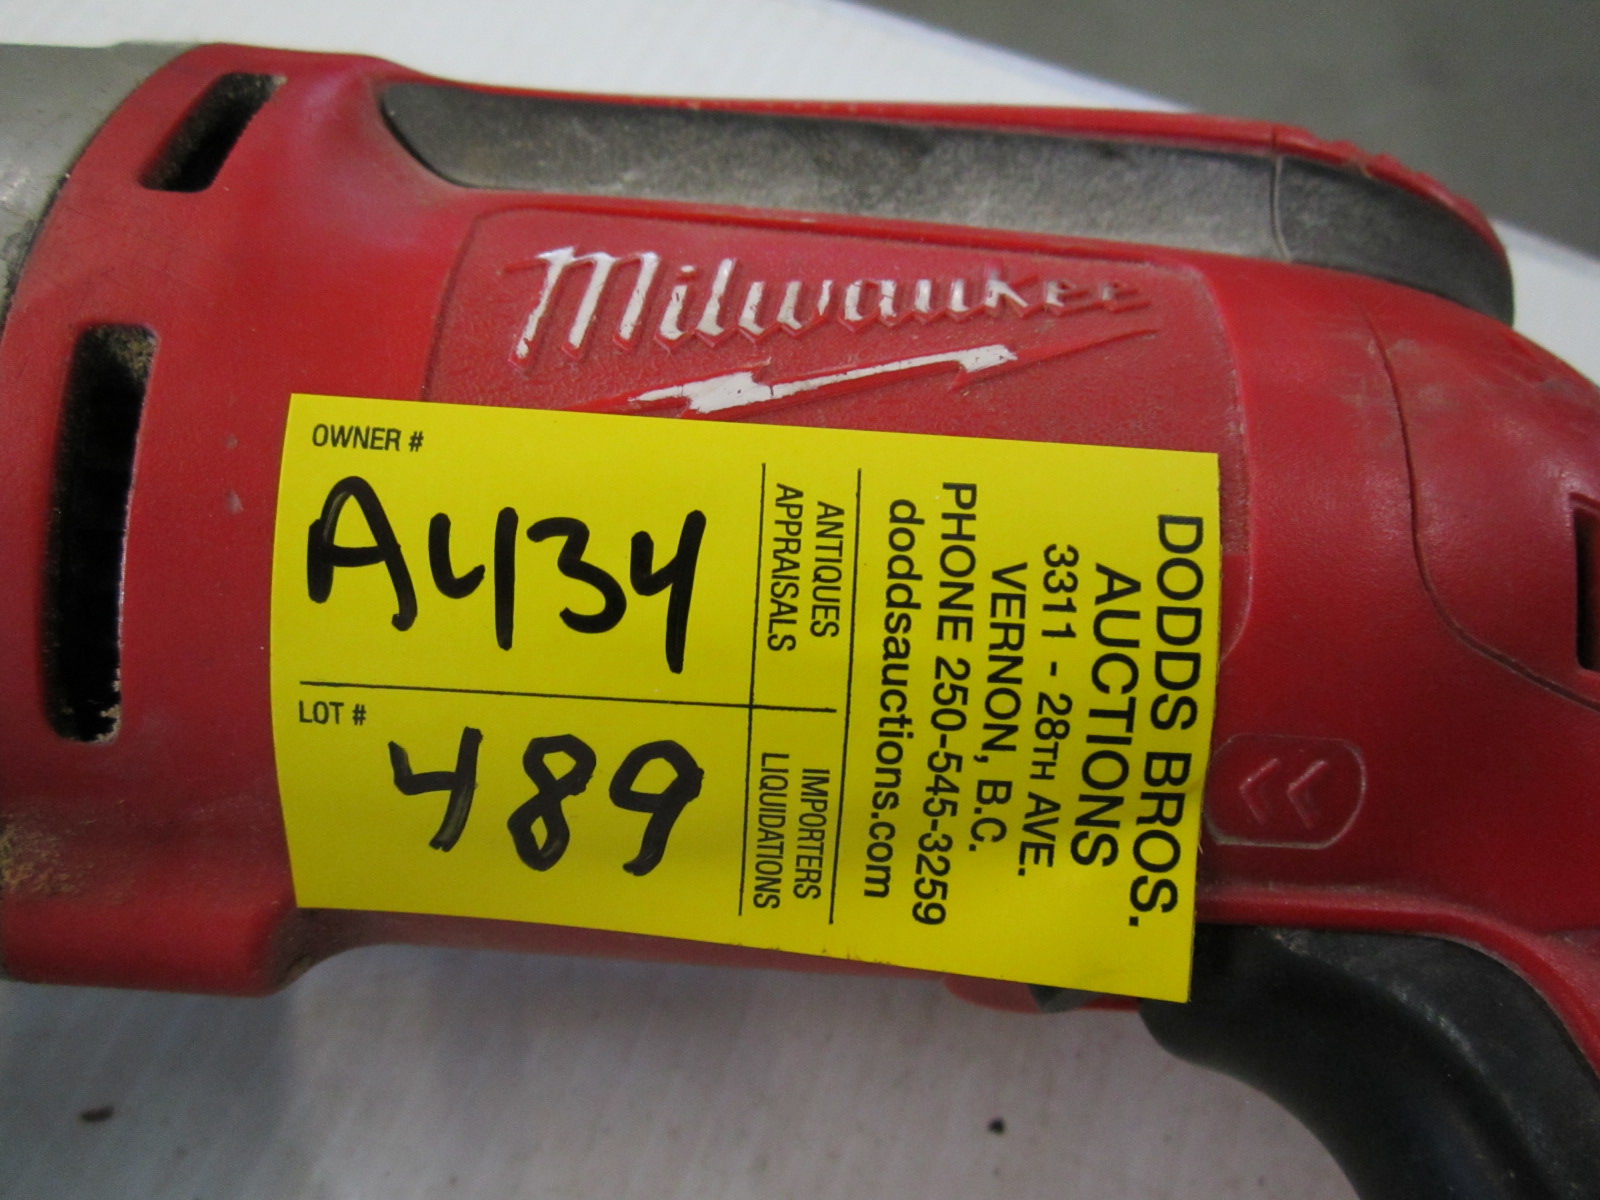 Milwaukee
OWNER #
A434
LOT #
489
ANTIQUES
APPRAISALS
IMPORTERS
LIQUIDATIONS
DODDS BROS.
AUCTIONS
3311 - 28TH AVE.
VERNON, B.C.
PHONE 250-545-3259
doddsauctions.com